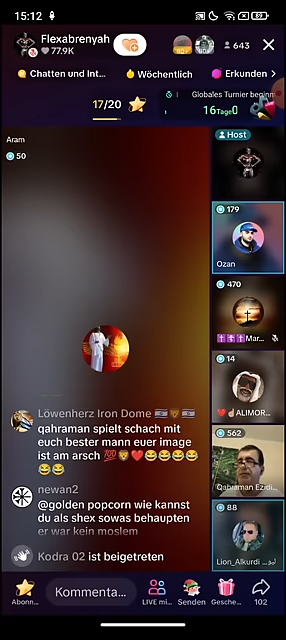 15:12
89
Flexabrenyah
77.9K
643
Chatten und Int...
Wöchentlich
Erkunden
17/20
Globales Turnier beginn
16Tage0
Aram
50
Host
179
Ozan
470
Mar...
14
ALIMOR...
562
Qahraman Ezidi...
88
Lion_Alkurdi
Löwenherz Iron Dome
qahraman spielt schach mit
euch bester mann euer image
ist am arsch 💯🦁❤️😂😂😂😂
😂😂
newan2
@golden popcorn wie kannst
du als shex sowas behaupten
er war kein moslem
Kodra 02 ist beigetreten
Abonn...
Kommenta...
LIVE mi...
Senden
Gesche...
102